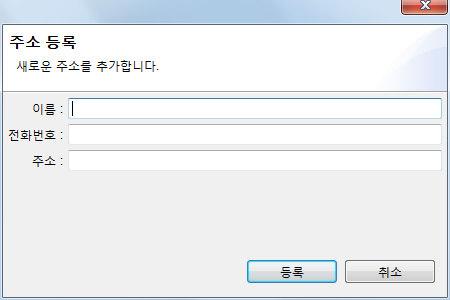 주소 등록
새로운 주소를 추가합니다.
이름 :
전화번호 :
주소 :
등록 취소